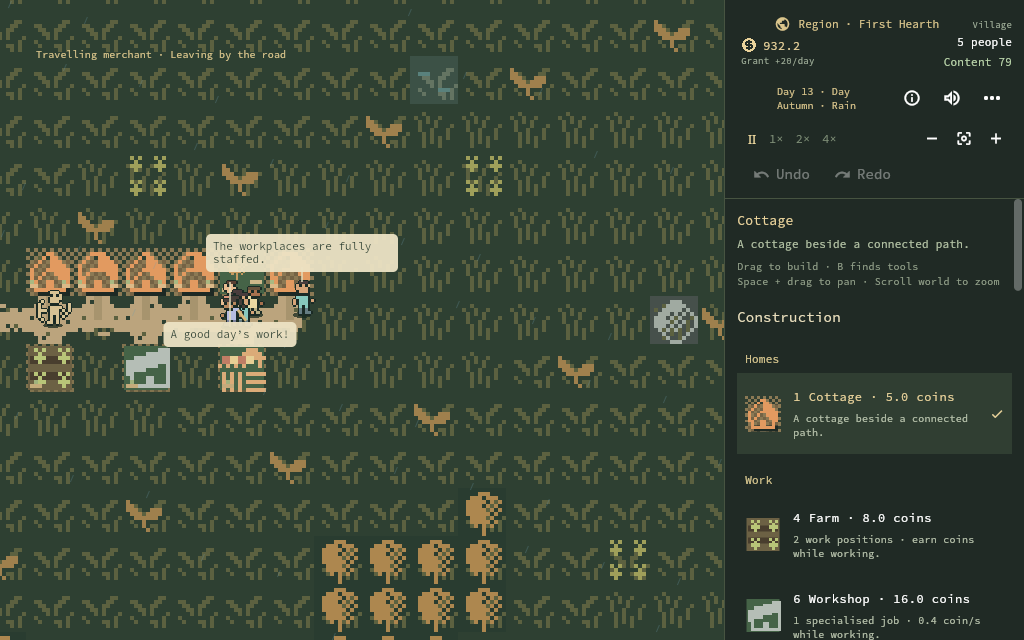 Travelling merchant · Leaving by the road
The workplaces are fully
staffed.
A good day's work!
Region · First Hearth
Village
932.2
5 people
Grant +20/day
Content 79
Day 13 · Day
Autumn · Rain
1× 2× 4×
Undo
Redo
Cottage
A cottage beside a connected path.
Drag to build · B finds tools
Space + drag to pan · Scroll world to zoom
Construction
Homes
1 Cottage · 5.0 coins
A cottage beside a connected
path.
Work
4 Farm · 8.0 coins
2 work positions · earn coins
while working.
6 Workshop · 16.0 coins
1 specialised job · 0.4 coin/s
while working.